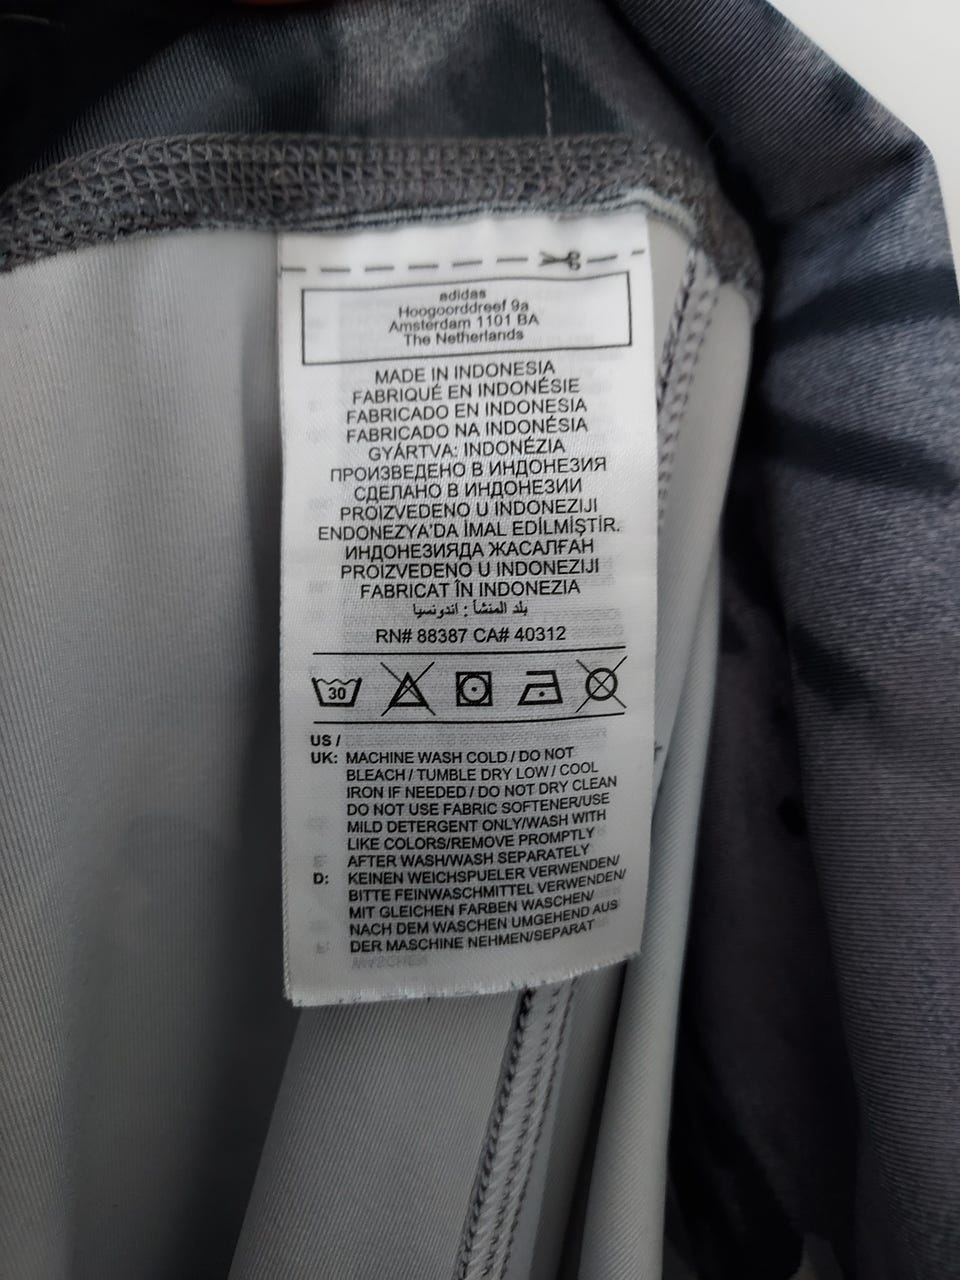 adidas
Hoogoorddreef 9a
Amsterdam 1101 BA
The Netherlands
MADE IN INDONESIA
FABRIQUÉ EN INDONÉSIE
FABRICADO EN INDONESIA
FABRICADO NA INDONÉSIA
GYÁRTVA: INDONÉZIA
ПРОИЗВЕДЕНО В ИНДОНЕЗИЯ
СДЕЛАНО В ИНДОНЕЗИИ
PROIZVEDENO U INDONEZIJI
ENDONEZYA'DA İMAL EDİLMİŞTİR.
ИНДОНЕЗИЯДА ЖАСАЛҒАН
PROIZVEDENO U INDONEZIJI
FABRICAT ÎN INDONEZIA
بلد المنشأ : اندونسيا
RN# 88387 CA# 40312
30
US /
UK: MACHINE WASH COLD / DO NOT
BLEACH / TUMBLE DRY LOW / COOL
IRON IF NEEDED / DO NOT DRY CLEAN
DO NOT USE FABRIC SOFTENER/USE
MILD DETERGENT ONLY/WASH WITH
LIKE COLORS/REMOVE PROMPTLY
AFTER WASH/WASH SEPARATELY
D: KEINEN WEICHSPUELER VERWENDEN/
BITTE FEINWASCHMITTEL VERWENDEN/
MIT GLEICHEN FARBEN WASCHEN/
NACH DEM WASCHEN UMGEHEND AUS
DER MASCHINE NEHMEN/SEPARAT